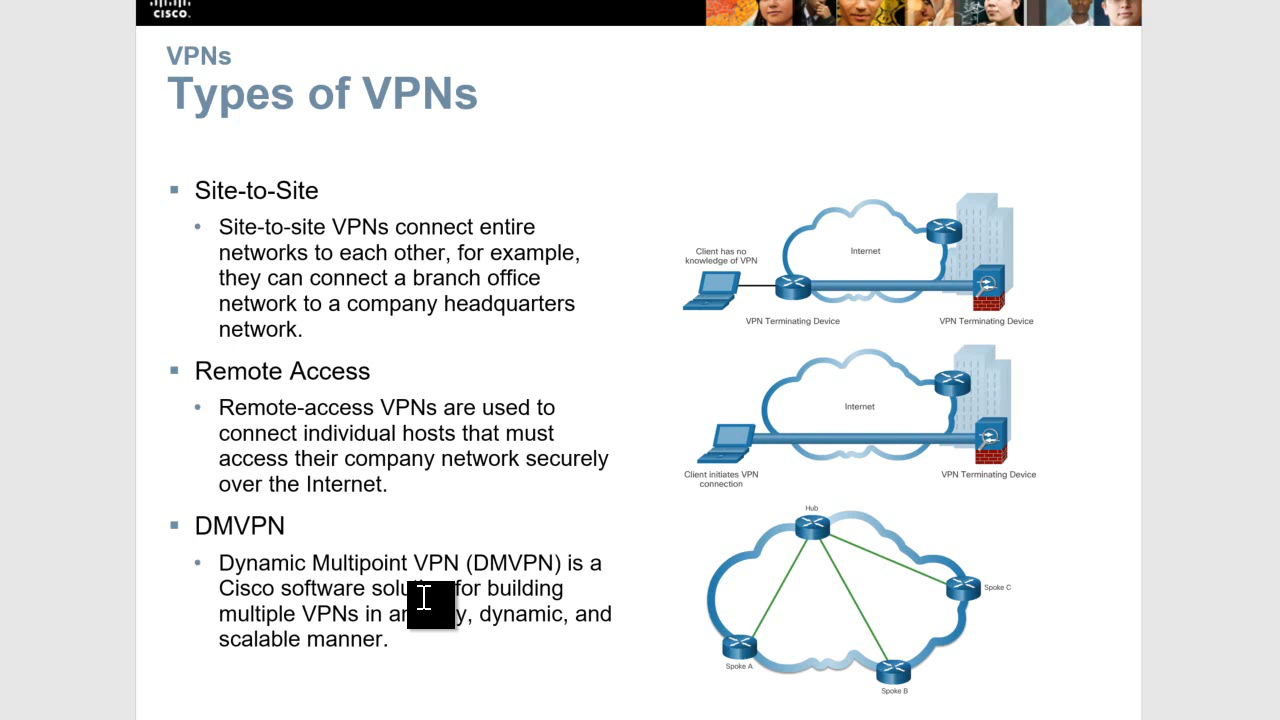 CISCO.
VPNs
Types of VPNs
Site-to-Site
Site-to-site VPNs connect entire
networks to each other, for example,
they can connect a branch office
network to a company headquarters
network.
Remote Access
Remote-access VPNs are used to
connect individual hosts that must
access their company network securely
over the Internet.
DMVPN
Dynamic Multipoint VPN (DMVPN) is a
Cisco software for building
multiple VPNs in dynamic, and
scalable manner.
Client has no
knowledge of VPN
Internet
VPN Terminating Device
VPN Terminating Device
Internet
Client initiates VPN
connection
VPN Terminating Device
Hub
Spoke C
Spoke A
Spoke B